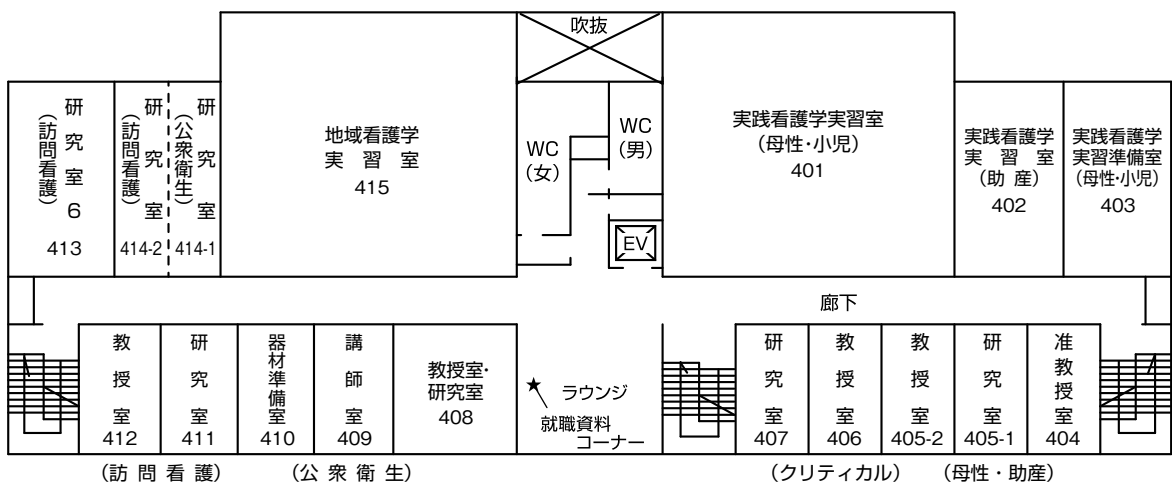 吹抜
研究室6
(訪問看護)
413
研究室
(訪問看護)
414-2
研究室
(公衆衛生)
414-1
地域看護学
実習室
415
WC
(女)
WC
(男)
EV
実践看護学実習室
(母性・小児)
401
実践看護学
実習室
(助産)
402
実践看護学
実習準備室
(母性・小児)
403
廊下
教授室
412
研究室
411
器材準備室
410
講師室
409
教授室・
研究室
408
★
ラウンジ
就職資料
コーナー
研究室
407
教授室
406
教授室
405-2
研究室
405-1
准教授室
404
(訪問看護)
(公衆衛生)
(クリティカル)
(母性・助産)